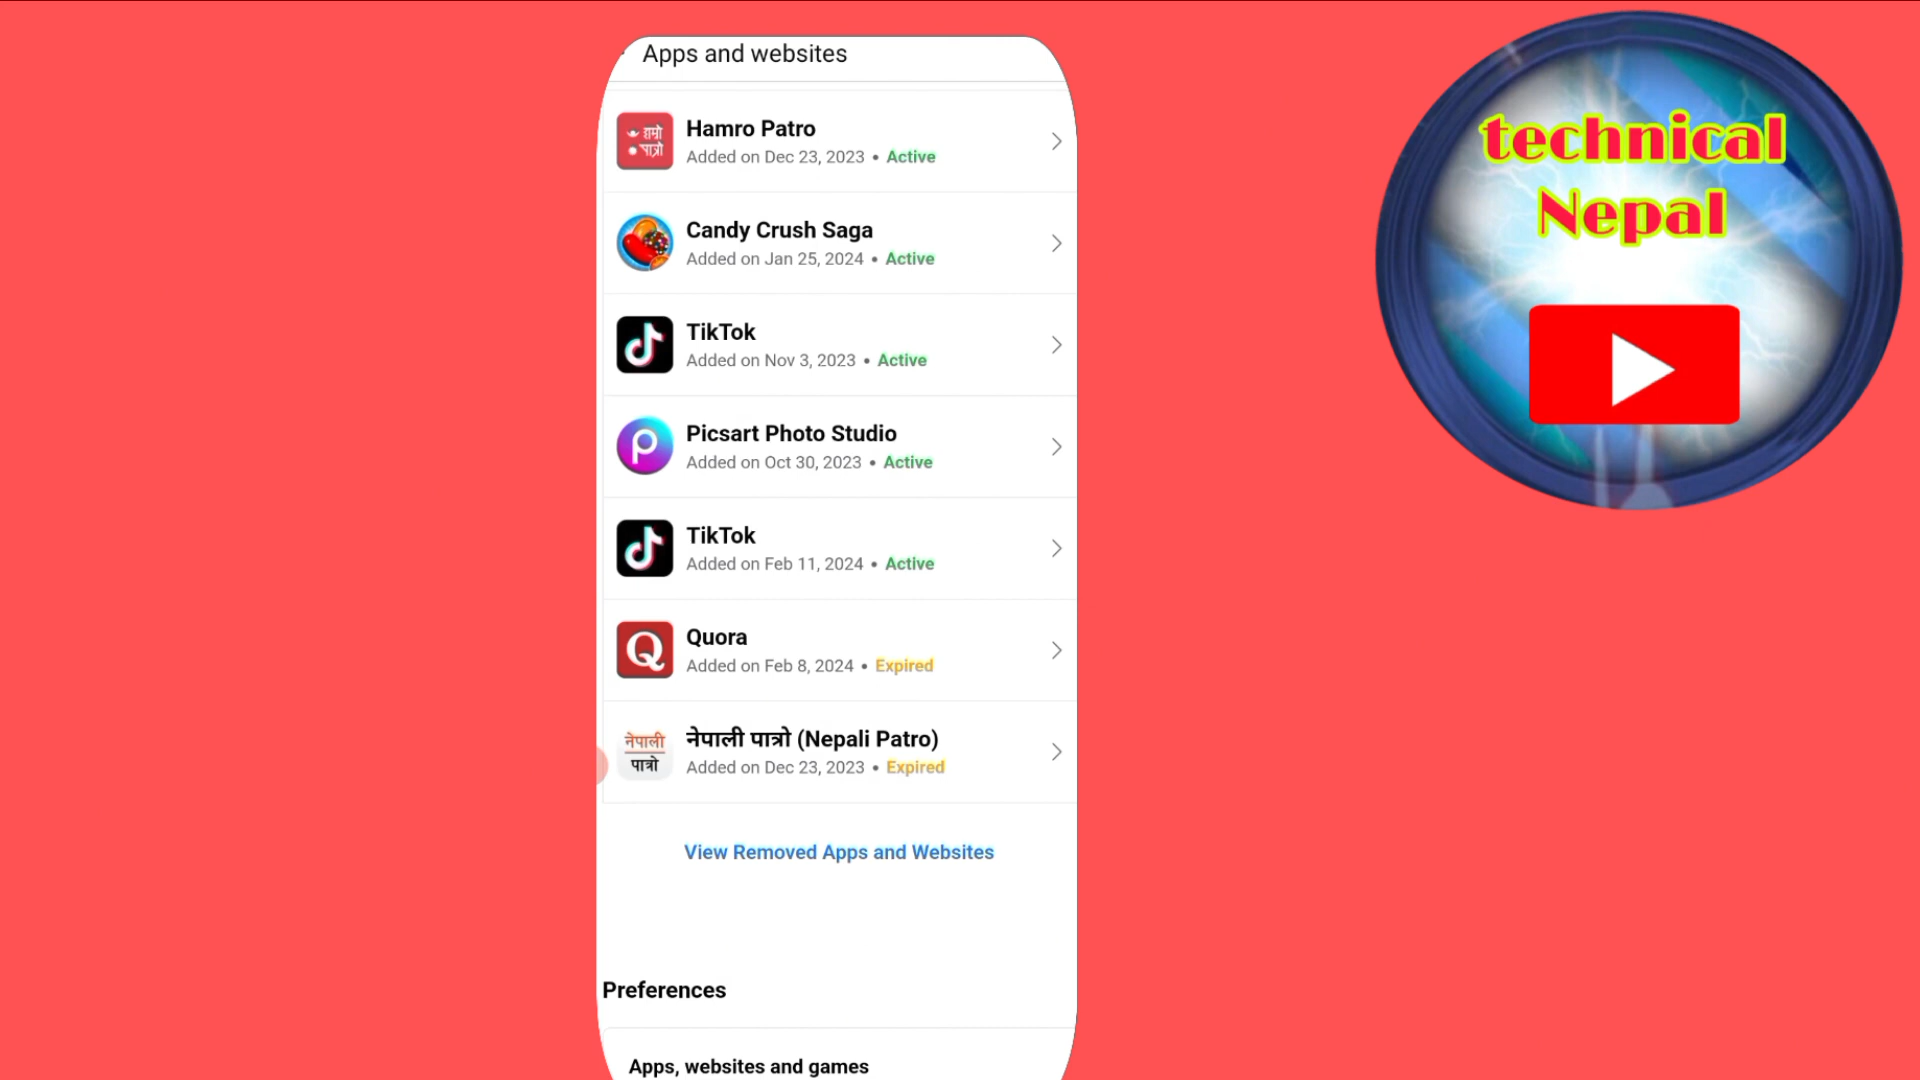 Apps and websites
हाम्रो
पात्रो
Hamro Patro
Added on Dec 23, 2023 • Active
Candy Crush Saga
Added on Jan 25, 2024 • Active
TikTok
Added on Nov 3, 2023 • Active
Picsart Photo Studio
Added on Oct 30, 2023 • Active
TikTok
Added on Feb 11, 2024 • Active
Q
Quora
Added on Feb 8, 2024 • Expired
नेपाली
पात्रो
नेपाली पात्रो (Nepali Patro)
Added on Dec 23, 2023 • Expired
View Removed Apps and Websites
Preferences
Apps, websites and games
technical
Nepal